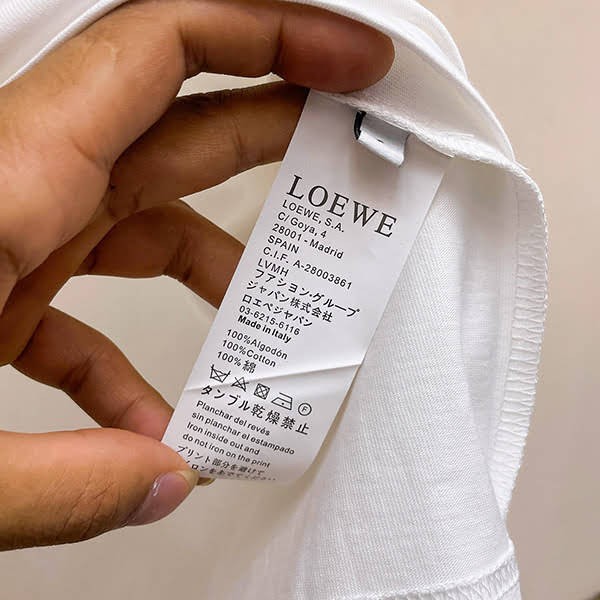 LOEWE
LOEWE, S.A.
C/ Goya, 4
28001 - Madrid
SPAIN
C.I.F. A-28003861
LVMH
ファション·グループ
ジャパン株式会社
ロエベジャパン
03-6215-6116
Made in Italy
100%Algodón
100%Cotton
100%綿
タンブル乾燥禁止
Planchar del revés
sin planchar el estampado
Iron inside out and
do not iron on the print
プリント部分を避けて